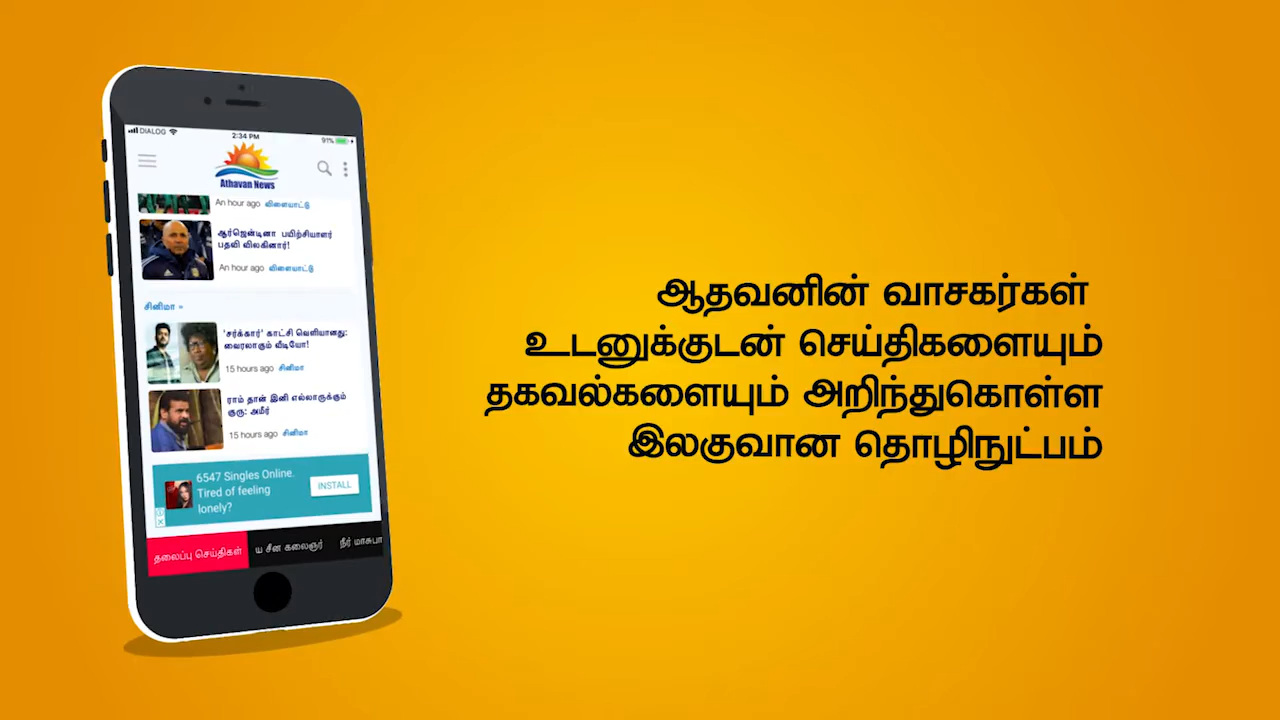 DIALOG
2:34 PM
91%
Athavan News
An hour ago விளையாட்டு
ஆர்ஜென்டினா பயிற்சியாளர்
பதவி விலகினார்!
An hour ago விளையாட்டு
சினிமா »
'சர்க்கார்' காட்சி வெளியானது:
வைரலாகும் வீடியோ!
15 hours ago சினிமா
ராம் தான் இனி எல்லாருக்கும்
குரு: அமீர்
15 hours ago சினிமா
6547 Singles Online.
Tired of feeling
lonely?
INSTALL
தலைப்பு செய்திகள்
ய சீன கலைஞர்
நீர் மாசுபா
ஆதவனின் வாசகர்கள்
உடனுக்குடன் செய்திகளையும்
தகவல்களையும் அறிந்துகொள்ள
இலகுவான தொழிநுட்பம்